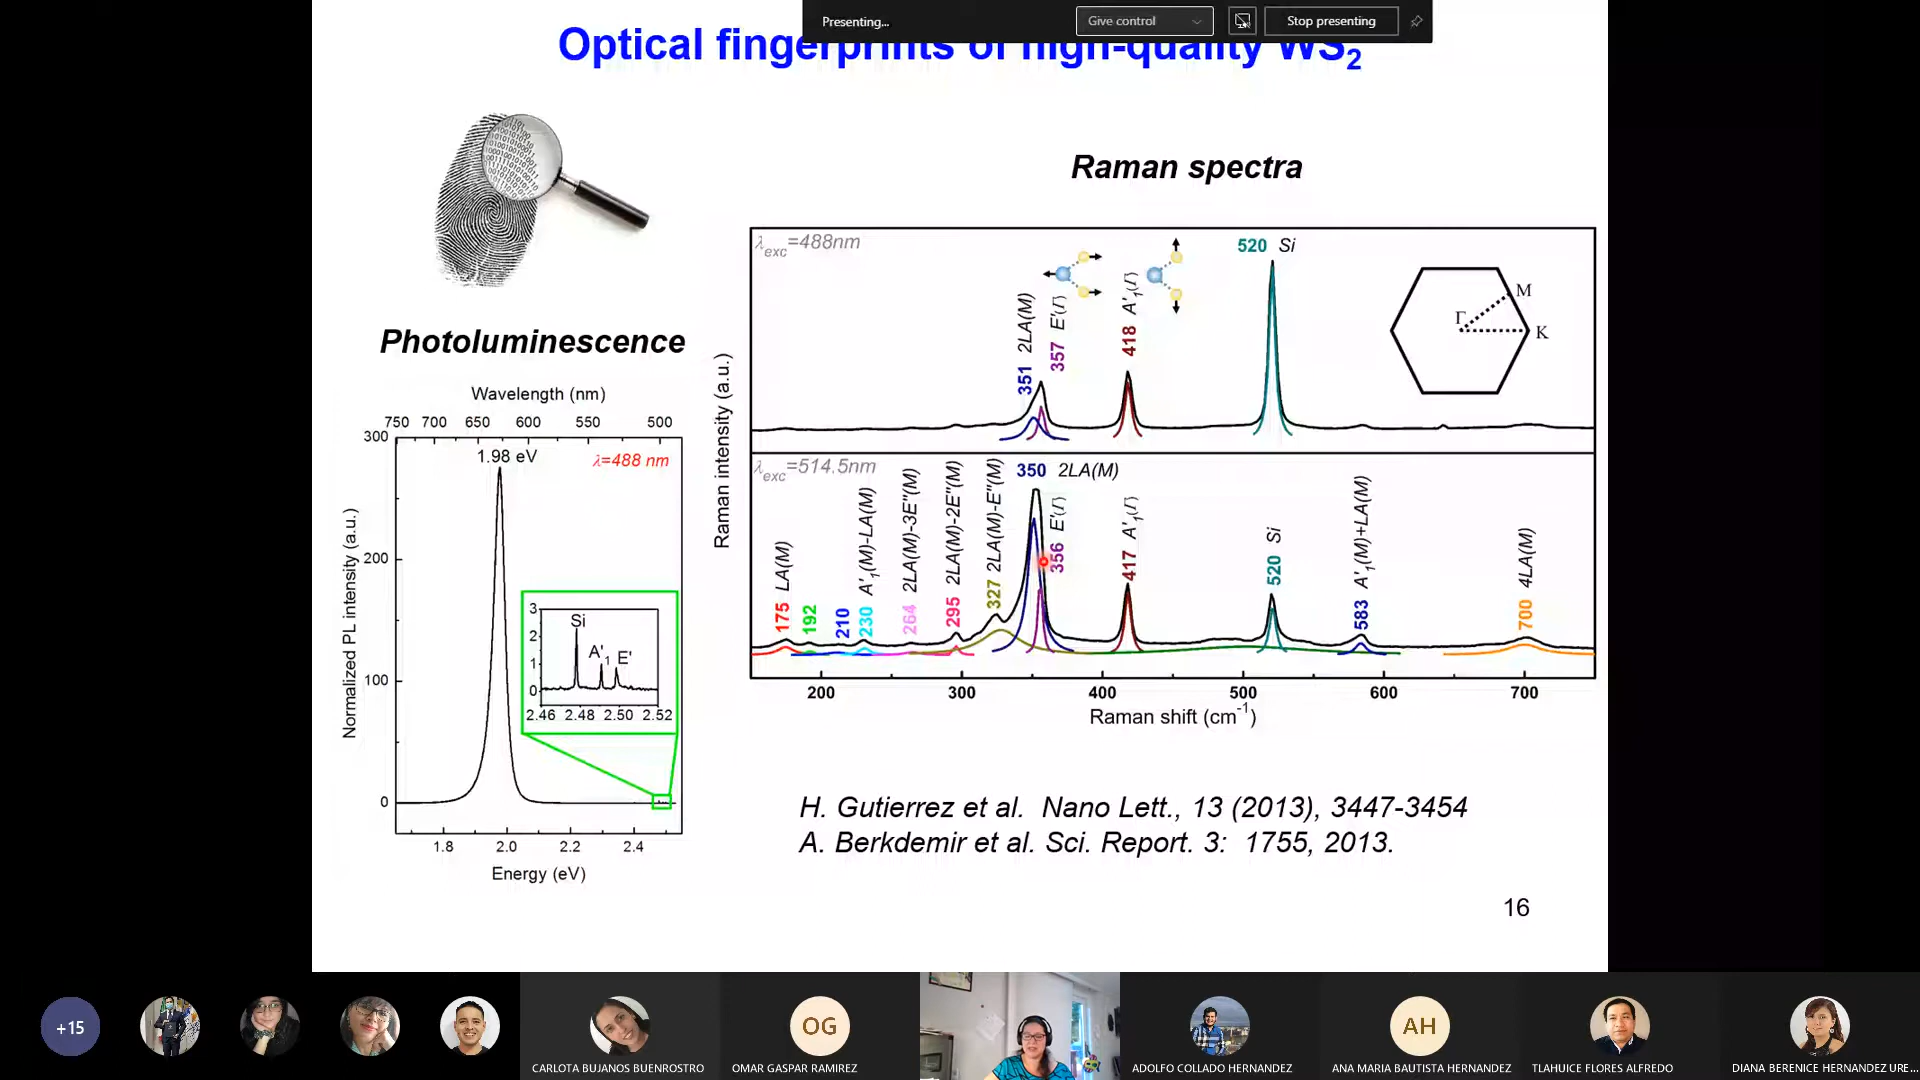 Presenting...
Give control
Stop presenting
Optical fingerprints of high-quality WS2
Raman spectra
Photoluminescence
Wavelength (nm)
750 700 650 600 550 500
Normalized PL intensity (a.u.)
300
200
100
0
1.98 eV
λ=488 nm
3
2
1
0
Si
A'1 E'
2.46 2.48 2.50 2.52
1.8 2.0 2.2 2.4
Energy (eV)
Raman intensity (a.u.)
λexc=488nm
351 2LA(M)
357 E'(Γ)
418 A'1(Γ)
520 Si
Γ
M
K
λexc=514.5nm
175 LA(M)
192
210
230 A'1(M)-LA(M)
264 2LA(M)-3E"(M)
295 2LA(M)-2E"(M)
327 2LA(M)-E"(M)
350 2LA(M)
356 E'(Γ)
417 A'1(Γ)
520 Si
583 A'1(M)+LA(M)
700 4LA(M)
200 300 400 500 600 700
Raman shift (cm-1)
H. Gutierrez et al. Nano Lett., 13 (2013), 3447-3454
A. Berkdemir et al. Sci. Report. 3: 1755, 2013.
16
+15
CARLOTA BUJANOS BUENROSTRO
OG
OMAR GASPAR RAMIREZ
ADOLFO COLLADO HERNANDEZ
AH
ANA MARIA BAUTISTA HERNANDEZ
TLAHUICE FLORES ALFREDO
DIANA BERENICE HERNANDEZ URE...